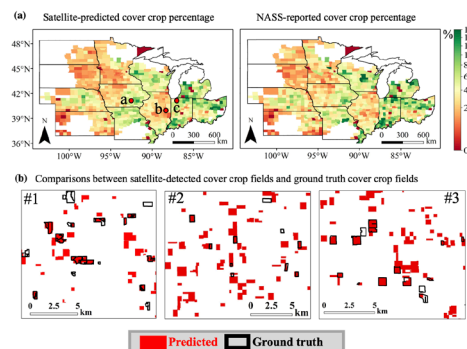 (a) Satellite-predicted cover crop percentage NASS-reported cover crop percentage
48°N
45°N
42°N
39°N
36°N
%
a
b
c
N
N
0 300 600
km
0 300 600
km
100°W 95°W 90°W 85°W
100°W 95°W 90°W 85°W
(b) Comparisons between satellite-detected cover crop fields and ground truth cover crop fields
#1 #2 #3
0 2.5 5
km
0 2.5 5
km
0 2.5 5
km
Predicted Ground truth